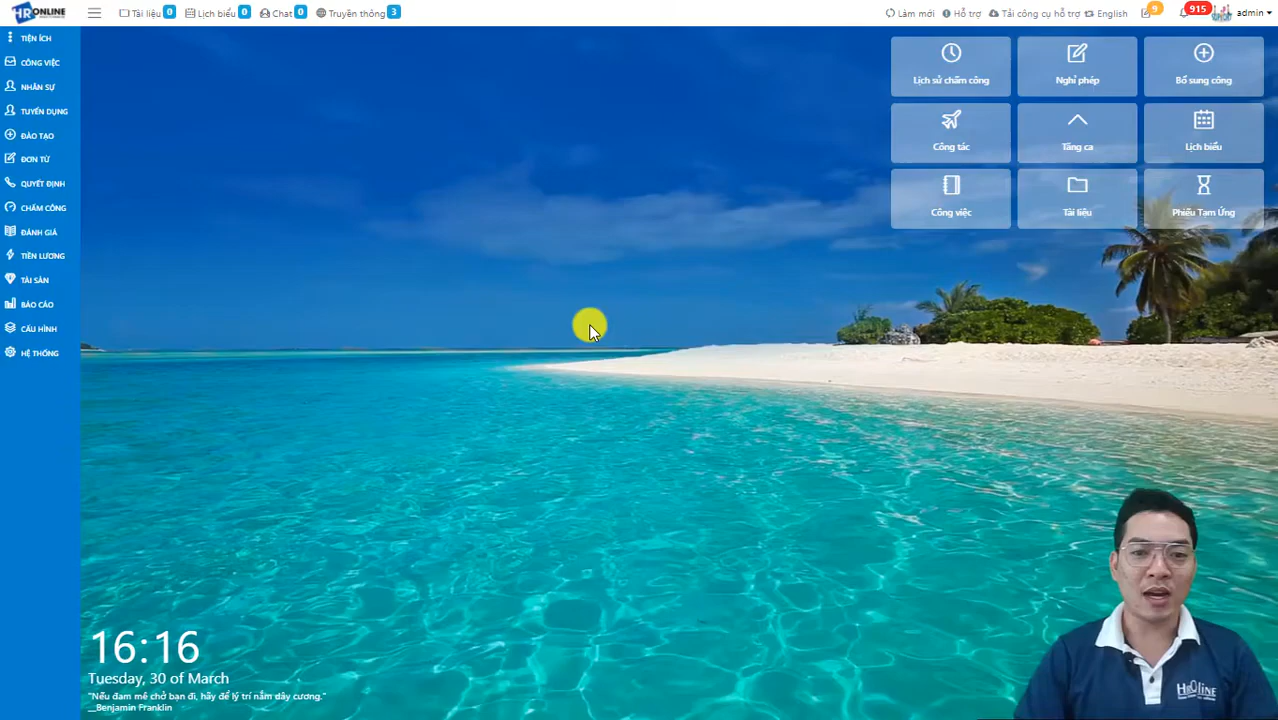 HRONLINE
Tài liệu 0
Lịch biểu 0
Chat 0
Truyền thông 3
Làm mới
Hỗ trợ
Tải công cụ hỗ trợ
English
9
915
admin
TIỆN ÍCH
CÔNG VIỆC
NHÂN SỰ
TUYỂN DỤNG
ĐÀO TẠO
ĐƠN TỪ
QUYẾT ĐỊNH
CHẤM CÔNG
ĐÁNH GIÁ
TIỀN LƯƠNG
TÀI SẢN
BÁO CÁO
CẤU HÌNH
HỆ THỐNG
Lịch sử chấm công
Nghỉ phép
Bổ sung công
Công tác
Tăng ca
Lịch biểu
Công việc
Tài liệu
Phiếu Tạm Ứng
16:16
Tuesday, 30 of March
"Nếu đam mê chở bạn đi, hãy để lý trí nắm dây cương."
__Benjamin Franklin
HROnline